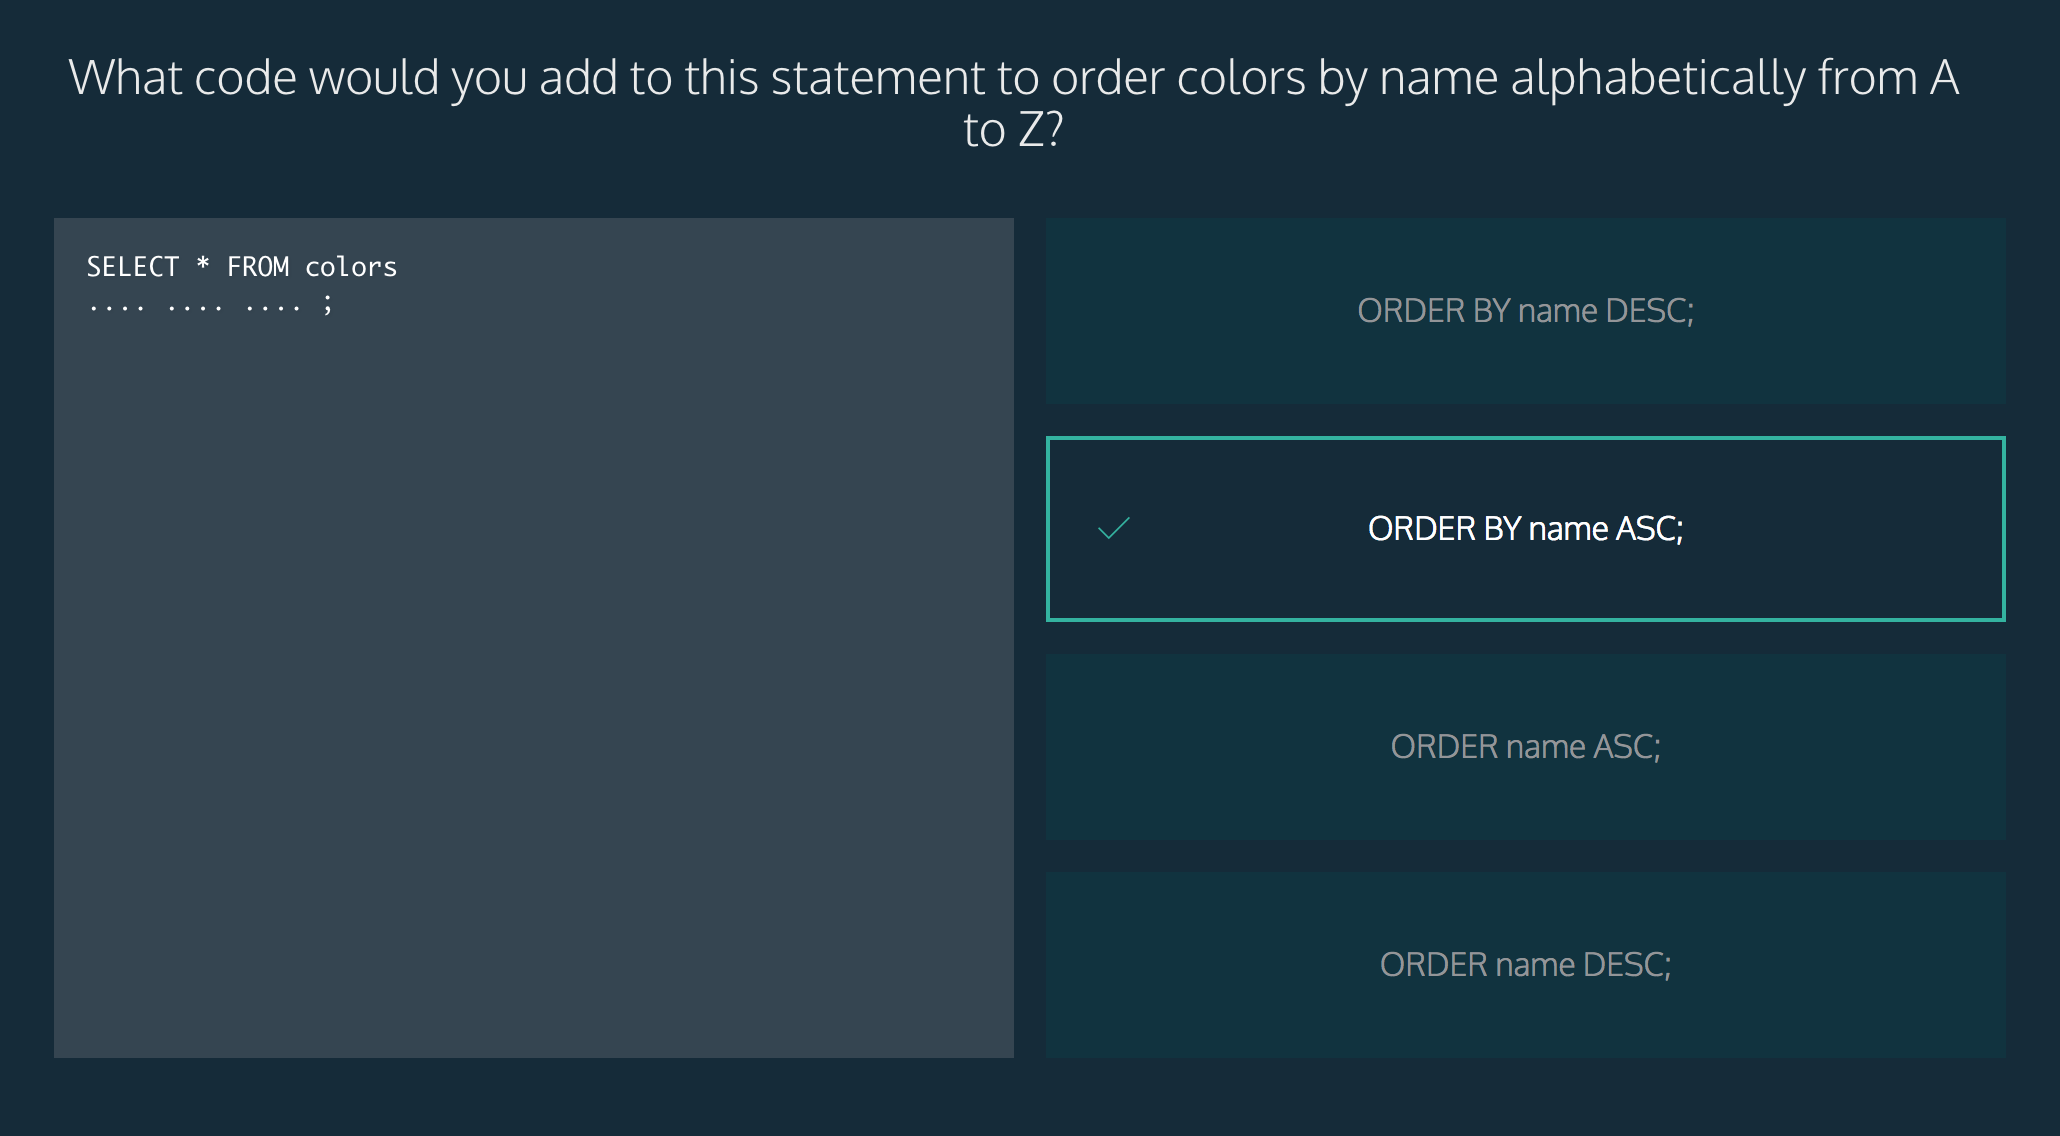 What code would you add to this statement to order colors by name alphabetically from A
to Z?
SELECT * FROM colors
.... .... .... ;
ORDER BY name DESC;
ORDER BY name ASC;
ORDER name ASC;
ORDER name DESC;